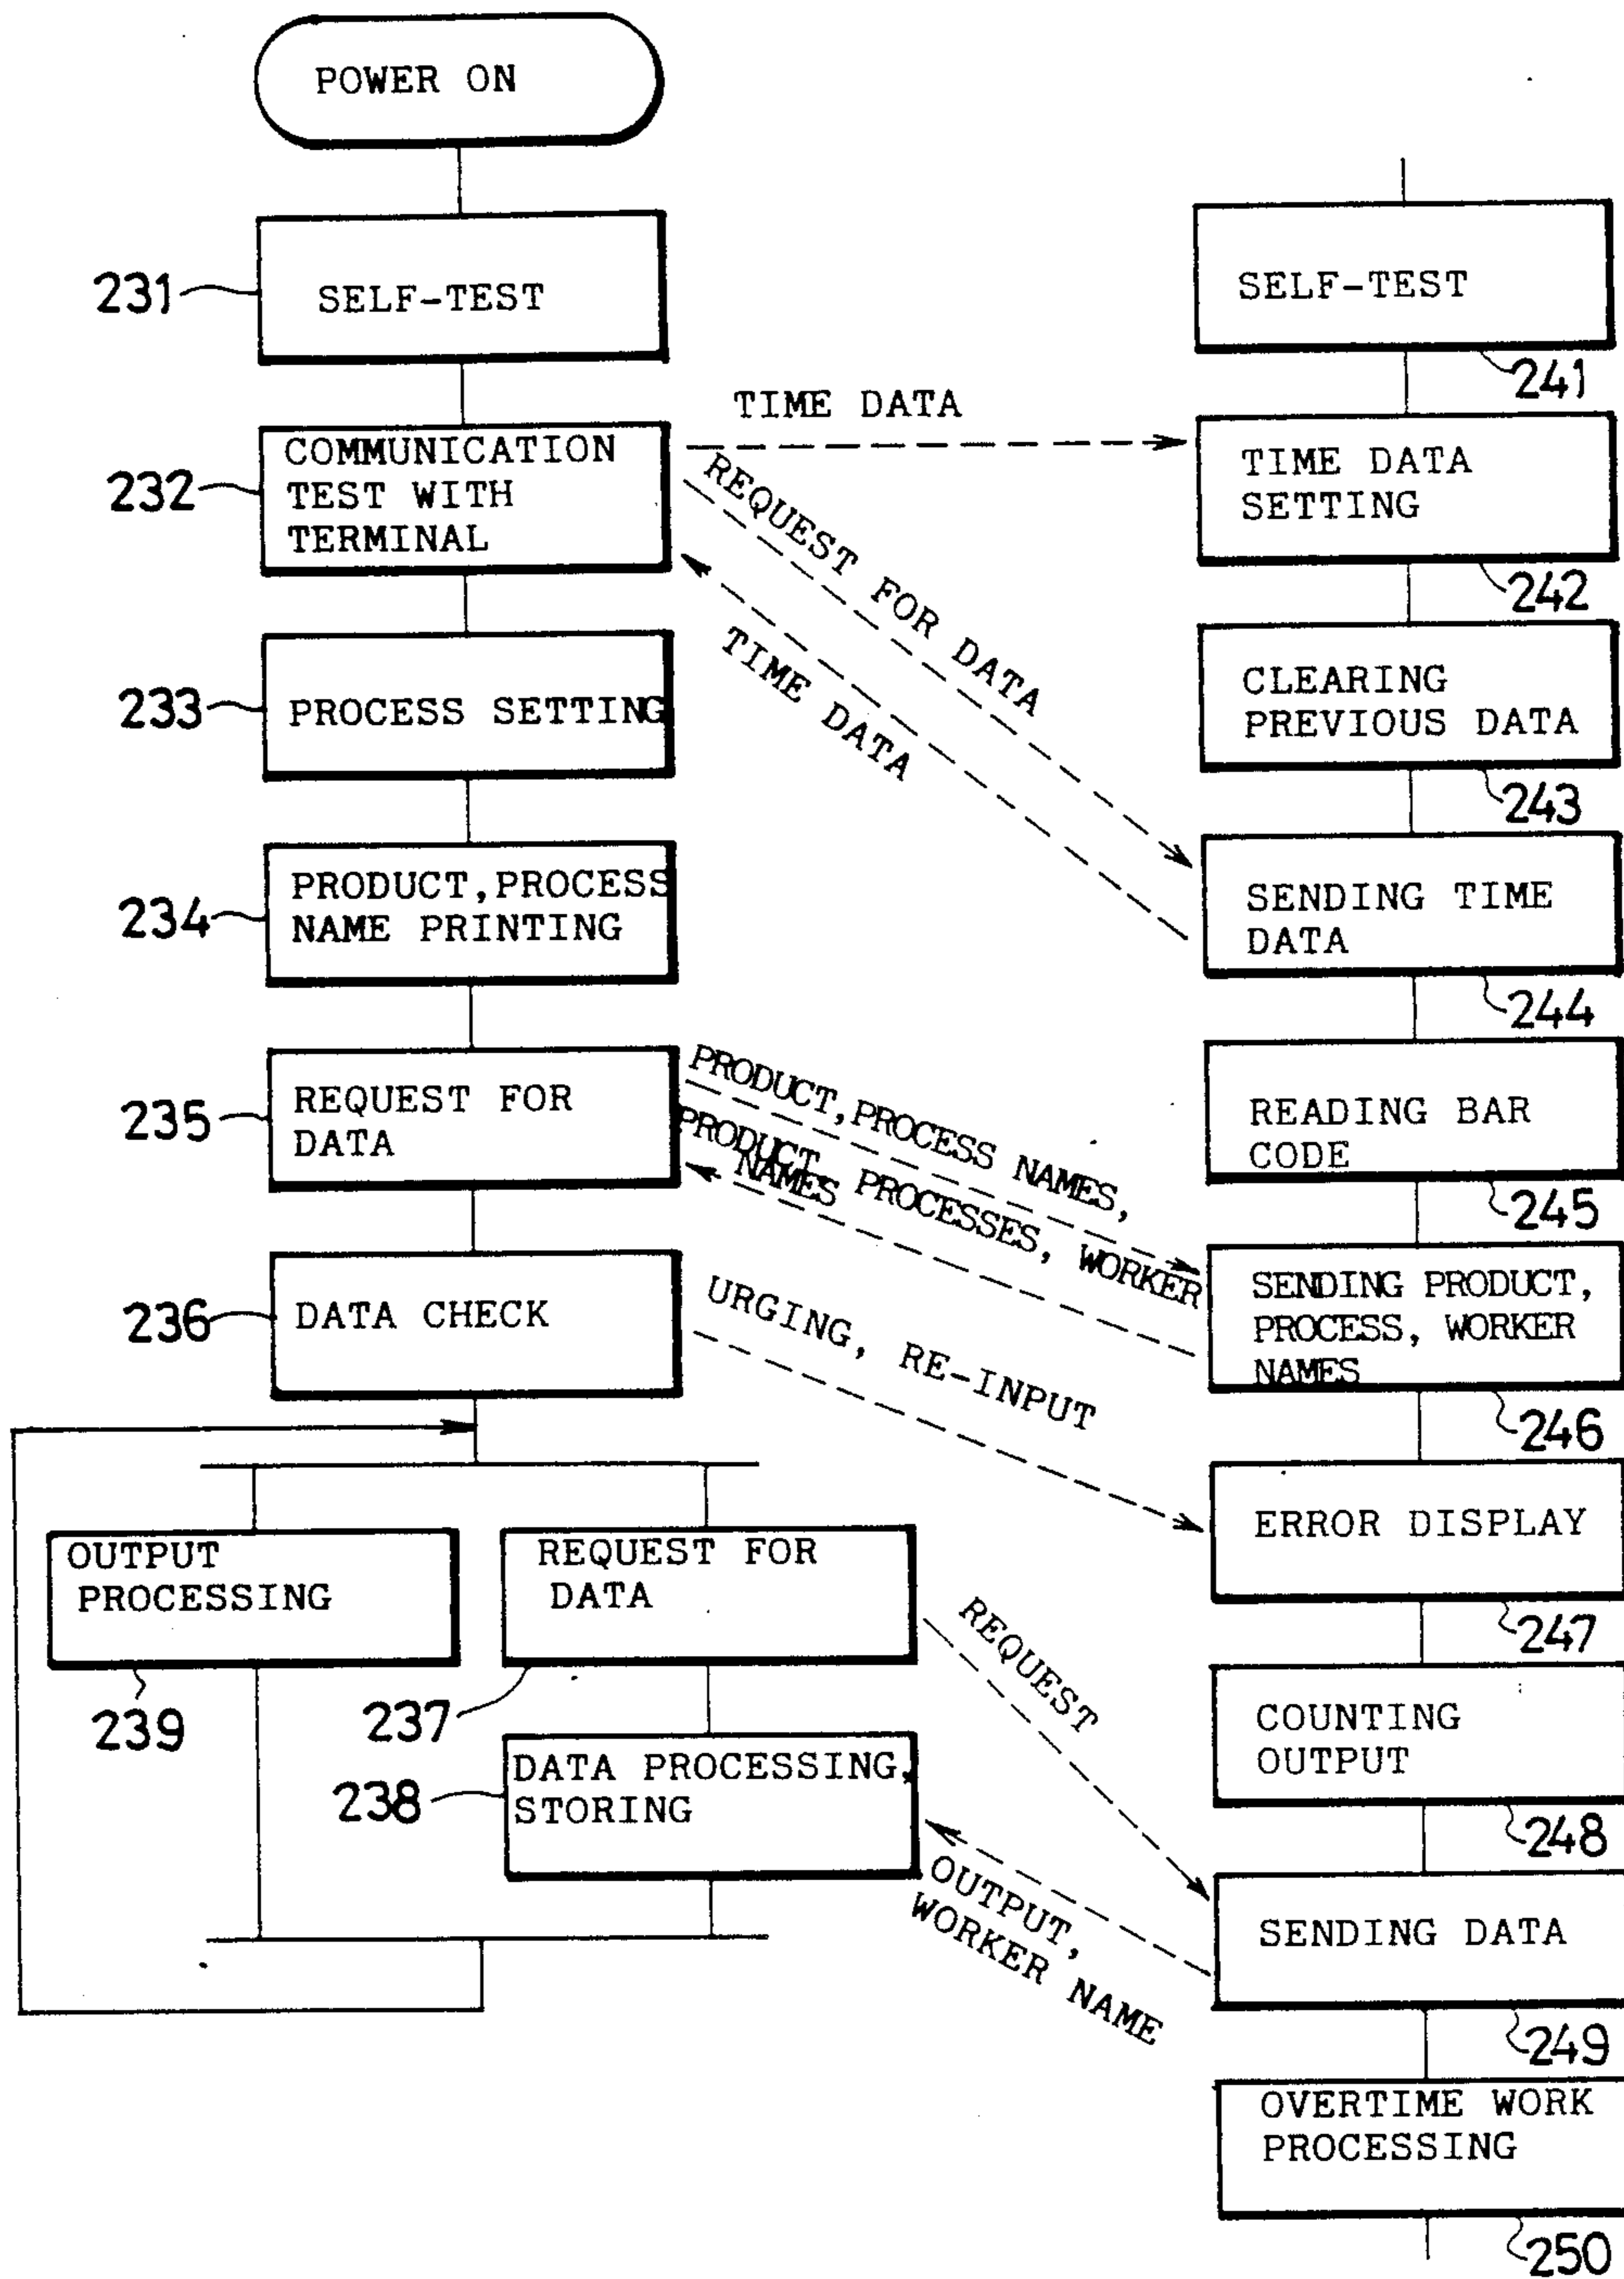 POWER ON
231
SELF-TEST
232
COMMUNICATION
TEST WITH
TERMINAL
233
PROCESS SETTING
234
PRODUCT, PROCESS
NAME PRINTING
235
REQUEST FOR
DATA
236
DATA CHECK
OUTPUT
PROCESSING
239
REQUEST FOR
DATA
237
DATA PROCESSING,
STORING
238
TIME DATA
REQUEST FOR DATA
TIME DATA
PRODUCT, PROCESS NAMES,
PRODUCT, PROCESSES, WORKER
NAMES
URGING, RE-INPUT
REQUEST
OUTPUT,
WORKER NAME
SELF-TEST
241
TIME DATA
SETTING
242
CLEARING
PREVIOUS DATA
243
SENDING TIME
DATA
244
READING BAR
CODE
245
SENDING PRODUCT,
PROCESS, WORKER
NAMES
246
ERROR DISPLAY
247
COUNTING
OUTPUT
248
SENDING DATA
249
OVERTIME WORK
PROCESSING
250